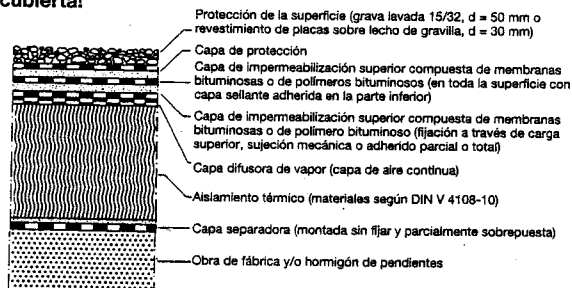 cubierta!
Protección de la superficie (grava lavada 15/32, d = 50 mm o
revestimiento de placas sobre lecho de gravilla, d = 30 mm)
Capa de protección
Capa de impermeabilización superior compuesta de membranas
bituminosas o de polímeros bituminosos (en toda la superficie con
capa sellante adherida en la parte inferior)
Capa de impermeabilización superior compuesta de membranas
bituminosas o de polímero bituminoso (fijación a través de carga
superior, sujeción mecánica o adherido parcial o total)
Capa difusora de vapor (capa de aire continua)
Aislamiento térmico (materiales según DIN V 4108-10)
Capa separadora (montada sin fijar y parcialmente sobrepuesta)
Obra de fábrica y/o hormigón de pendientes